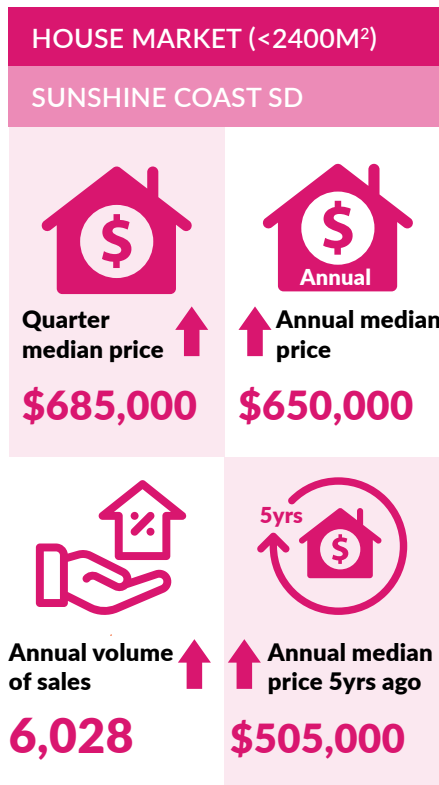 HOUSE MARKET (<2400M²)
SUNSHINE COAST SD
$
$
Annual
Quarter
median price
$685,000
Annual median
price
$650,000
%
5yrs
$
Annual volume
of sales
6,028
Annual median
price 5yrs ago
$505,000